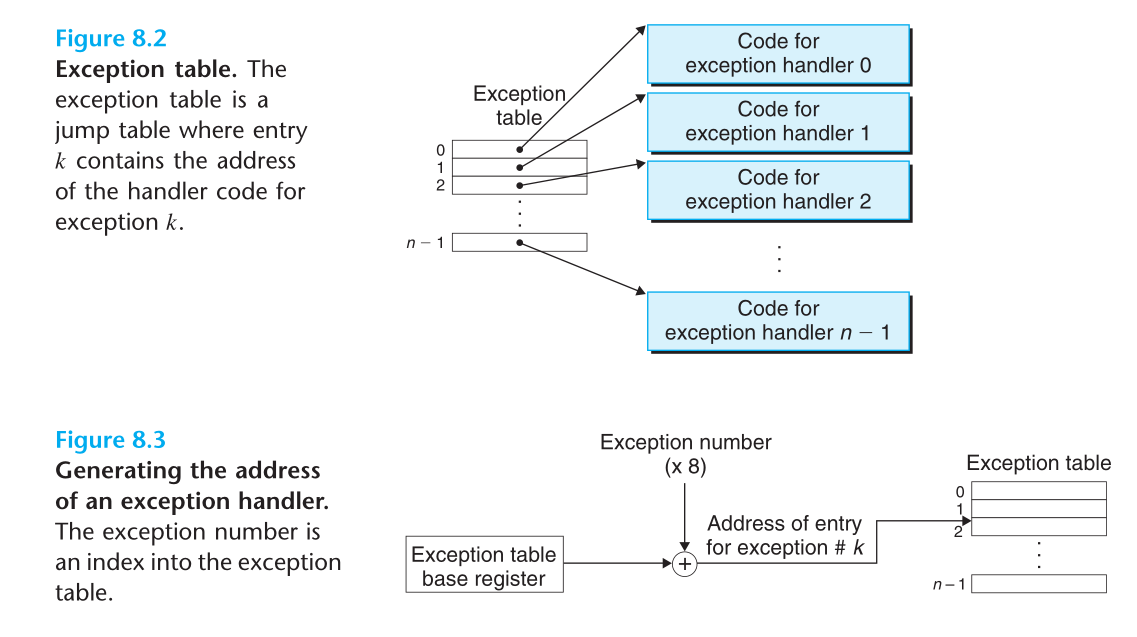 Figure 8.2
Exception table. The
exception table is a
jump table where entry
k contains the address
of the handler code for
exception k.
Exception
table
0
1
2
n − 1
Code for
exception handler 0
Code for
exception handler 1
Code for
exception handler 2
Code for
exception handler n − 1
Figure 8.3
Generating the address
of an exception handler.
The exception number is
an index into the exception
table.
Exception number
(x 8)
Exception table
base register
+
Address of entry
for exception # k
Exception table
0
1
2
n − 1